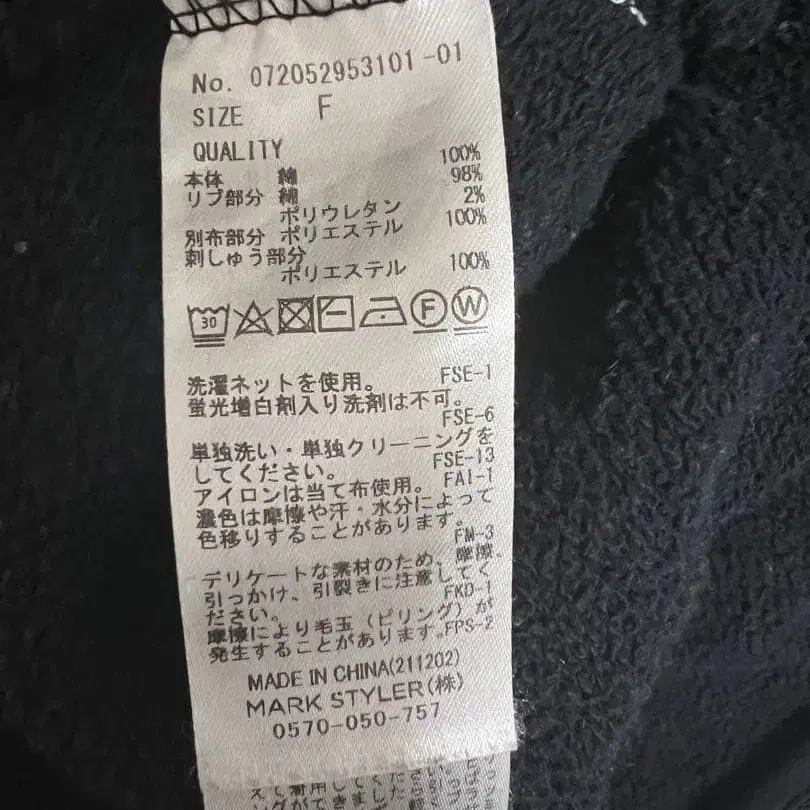 No. 072052953101-01
SIZE F
QUALITY
本体 綿 100%
リブ部分 綿 98%
ポリウレタン 2%
別布部分 ポリエステル 100%
刺しゅう部分
ポリエステル 100%
30 F W
洗濯ネットを使用。 FSE-1
蛍光増白剤入り洗剤は不可。
FSE-6
単独洗い・単独クリーニングを
してください。 FSE-13
アイロンは当て布使用。 FAI-1
濃色は摩擦や汗・水分によって
色移りすることがあります。
FM-3
デリケートな素材のため、摩擦、
引っかけ、引裂きに注意してく
ださい。 FKD-1
摩擦により毛玉（ピリング）が
発生することがあります。FPS-2
MADE IN CHINA(211202)
MARK STYLER(株)
0570-050-757